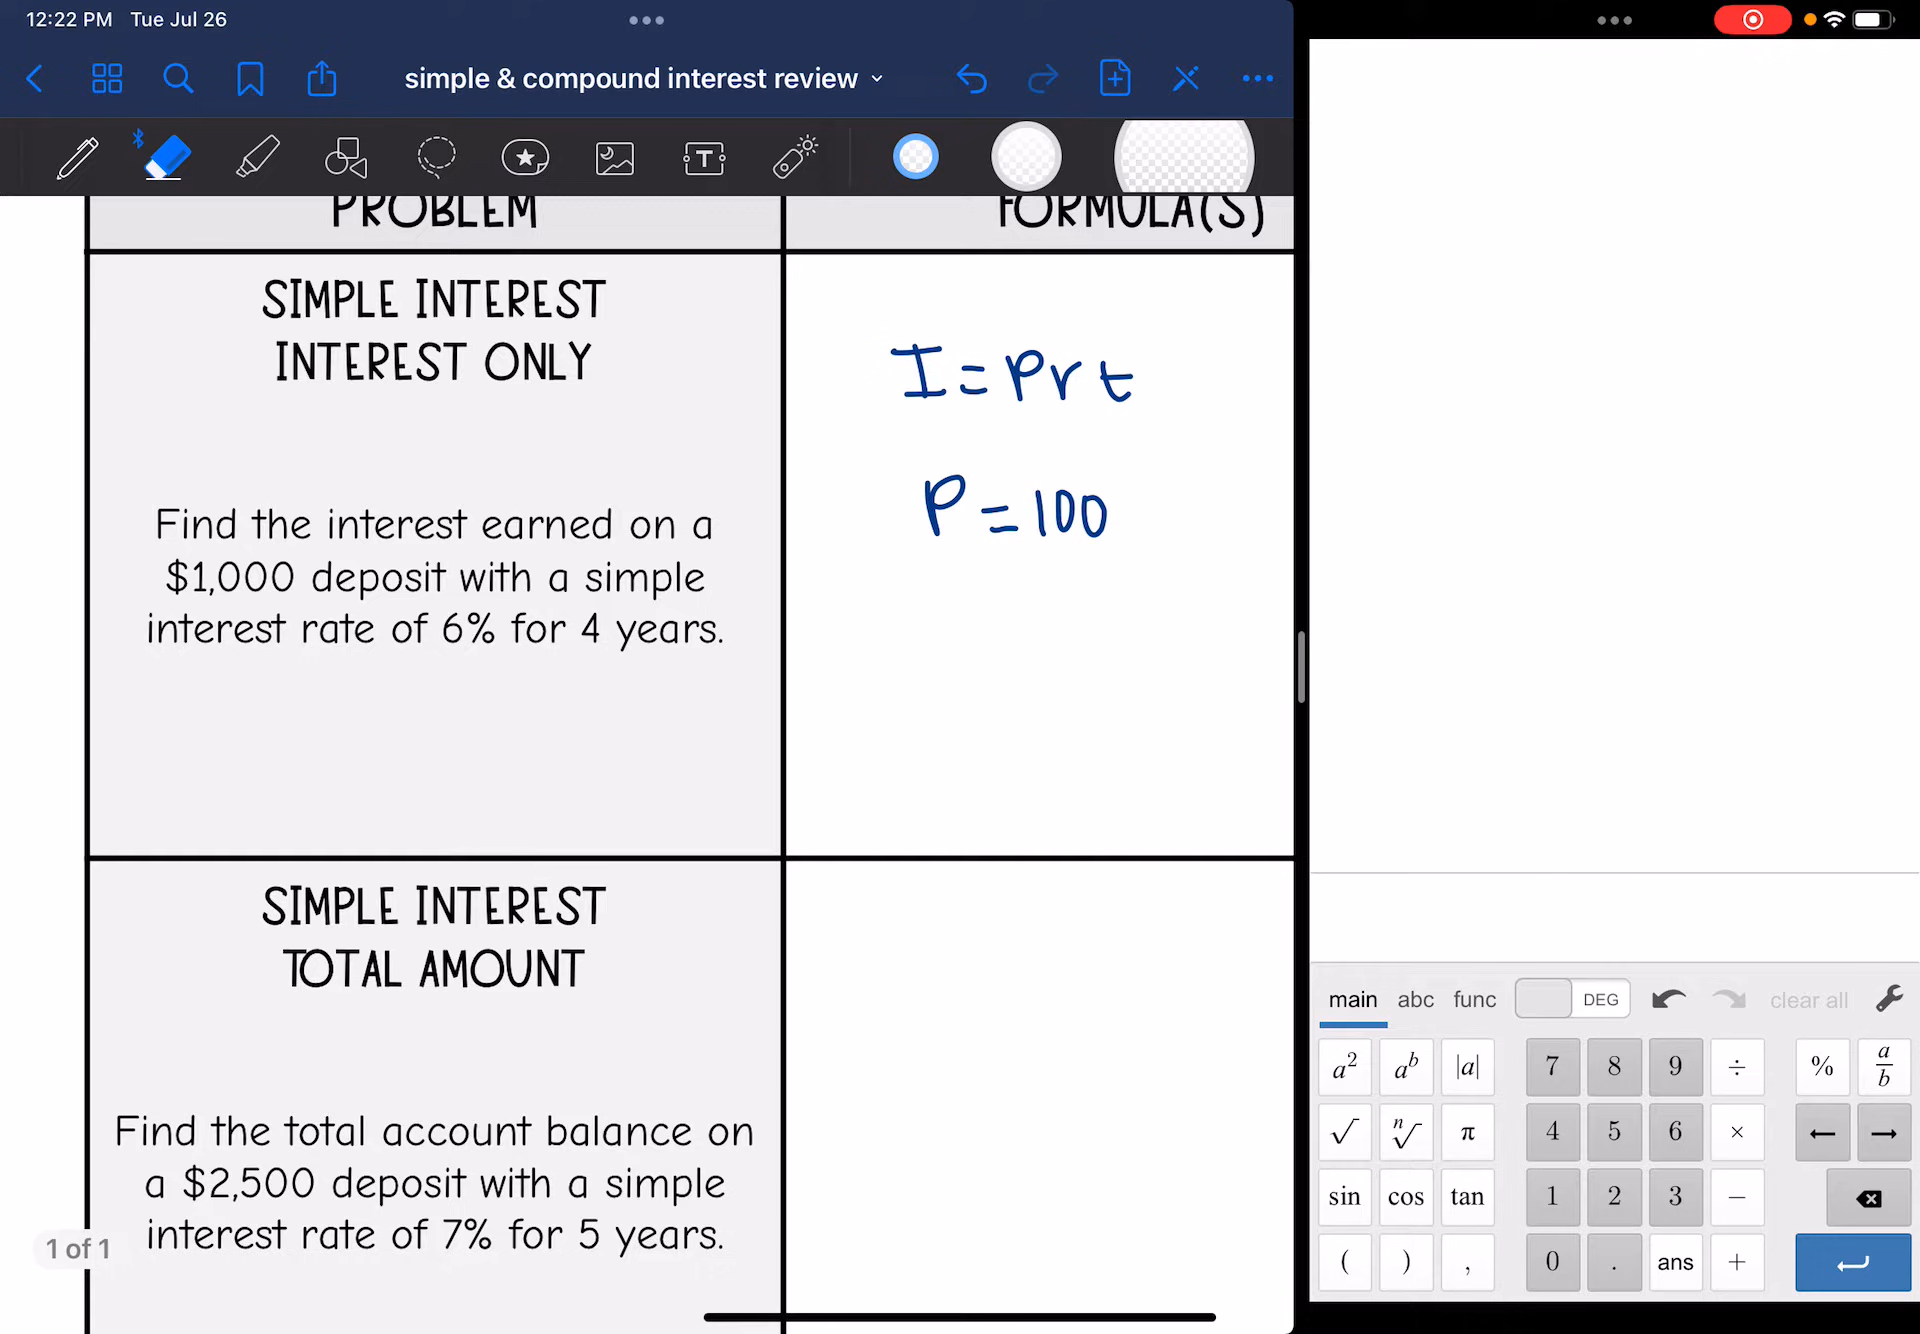 12:22 PM Tue Jul 26
simple & compound interest review
T
PROBLEM
FORMULA(S)
SIMPLE INTEREST
INTEREST ONLY
Find the interest earned on a
$1,000 deposit with a simple
interest rate of 6% for 4 years.
I = Prt
P = 100
SIMPLE INTEREST
TOTAL AMOUNT
Find the total account balance on
a $2,500 deposit with a simple
interest rate of 7% for 5 years.
1 of 1
main abc func DEG clear all
a² aᵇ |a| 7 8 9 ÷ % a/b
√ ⁿ√ π 4 5 6 × ← →
sin cos tan 1 2 3 −
( ) , 0 . ans +